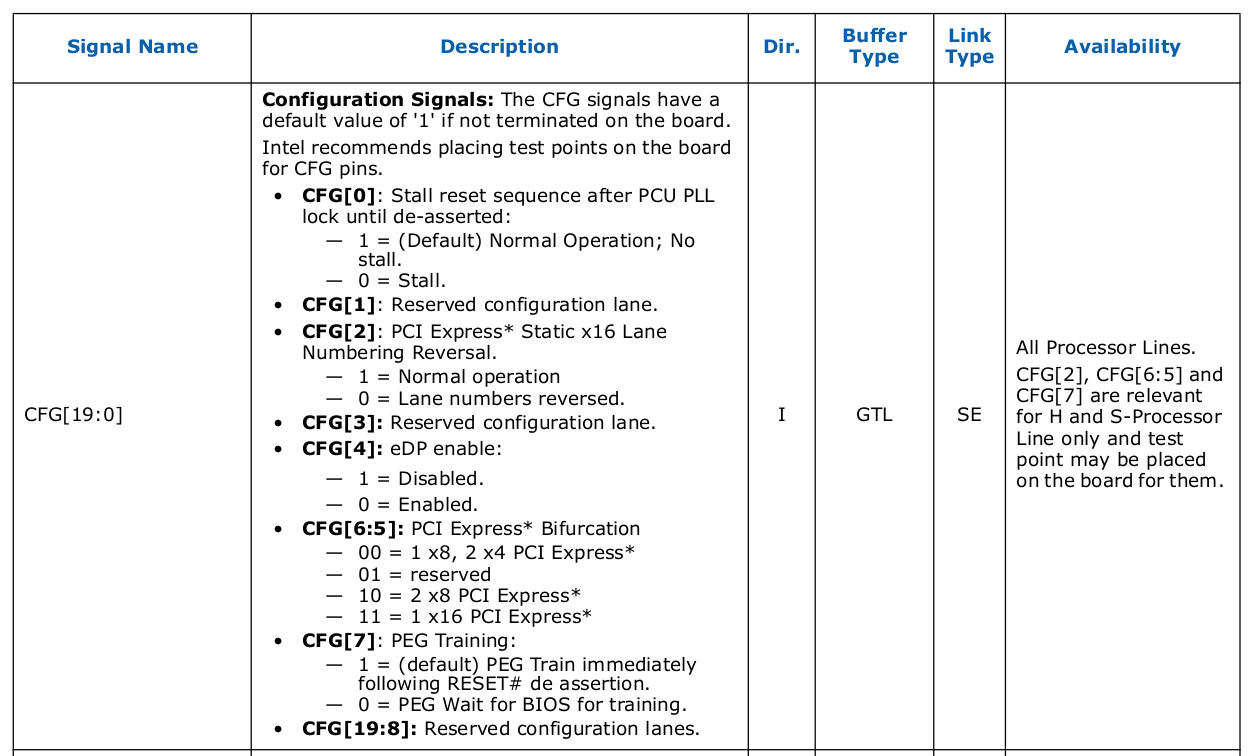 Signal Name
Description
Dir.
Buffer
Type
Link
Type
Availability
CFG[19:0]
Configuration Signals: The CFG signals have a
default value of '1' if not terminated on the board.
Intel recommends placing test points on the board
for CFG pins.
• CFG[0]: Stall reset sequence after PCU PLL
lock until de-asserted:
— 1 = (Default) Normal Operation; No
stall.
— 0 = Stall.
• CFG[1]: Reserved configuration lane.
• CFG[2]: PCI Express* Static x16 Lane
Numbering Reversal.
— 1 = Normal operation
— 0 = Lane numbers reversed.
• CFG[3]: Reserved configuration lane.
• CFG[4]: eDP enable:
— 1 = Disabled.
— 0 = Enabled.
• CFG[6:5]: PCI Express* Bifurcation
— 00 = 1 x8, 2 x4 PCI Express*
— 01 = reserved
— 10 = 2 x8 PCI Express*
— 11 = 1 x16 PCI Express*
• CFG[7]: PEG Training:
— 1 = (default) PEG Train immediately
following RESET# de assertion.
— 0 = PEG Wait for BIOS for training.
• CFG[19:8]: Reserved configuration lanes.
I
GTL
SE
All Processor Lines.
CFG[2], CFG[6:5] and
CFG[7] are relevant
for H and S-Processor
Line only and test
point may be placed
on the board for them.